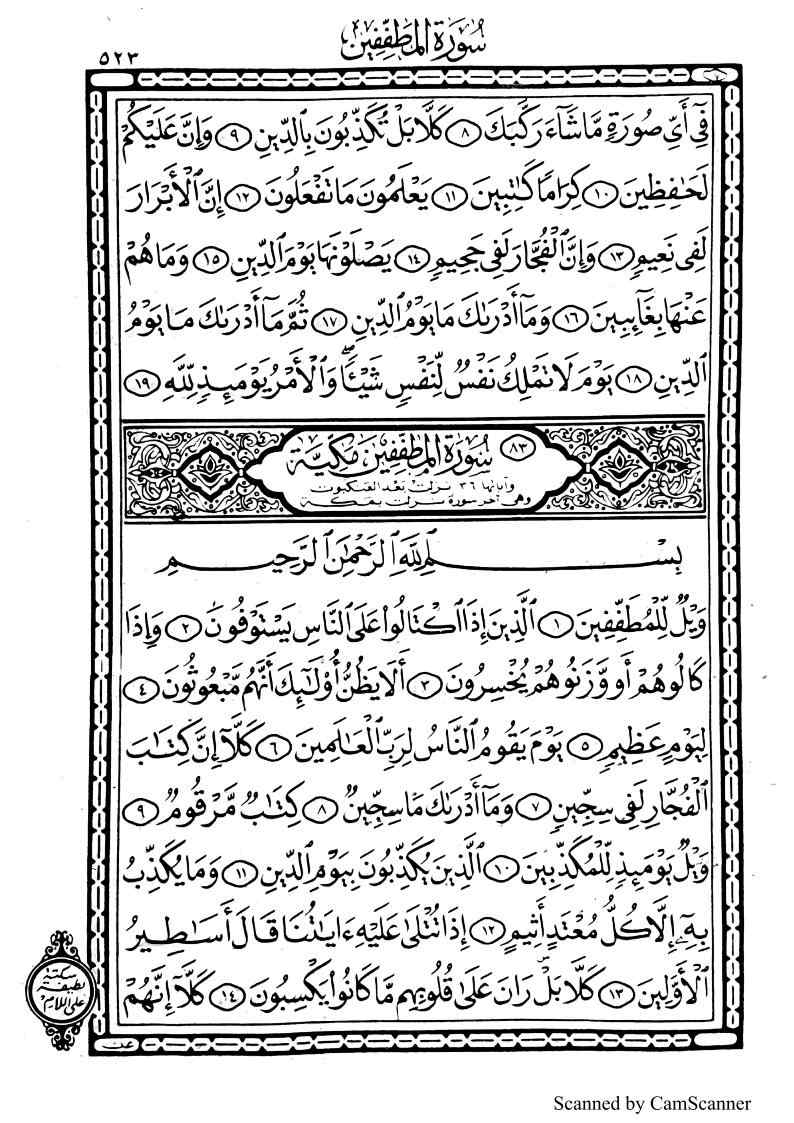 سُورَةُ المُطَفِّفِينَ
٥٢٣
فِىٓ أَىِّ صُورَةٍ مَّا شَآءَ رَكَّبَكَ ٨ كَلَّا بَلْ تُكَذِّبُونَ بِالدِّينِ ٩ وَإِنَّ عَلَيْكُمْ
لَحَـٰفِظِينَ ١٠ كِرَامًا كَـٰتِبِينَ ١١ يَعْلَمُونَ مَا تَفْعَلُونَ ١٢ إِنَّ ٱلْأَبْرَارَ
لَفِى نَعِيمٍ ١٣ وَإِنَّ ٱلْفُجَّارَ لَفِى جَحِيمٍ ١٤ يَصْلَوْنَهَا يَوْمَ ٱلدِّينِ ١٥ وَمَا هُمْ
عَنْهَا بِغَآئِبِينَ ١٦ وَمَآ أَدْرَىٰكَ مَا يَوْمُ ٱلدِّينِ ١٧ ثُمَّ مَآ أَدْرَىٰكَ مَا يَوْمُ
ٱلدِّينِ ١٨ يَوْمَ لَا تَمْلِكُ نَفْسٌ لِّنَفْسٍ شَيْـًٔا ۖ وَٱلْأَمْرُ يَوْمَئِذٍ لِّلَّهِ ١٩
٨٣ سُورَةُ المُطَفِّفِينَ مَكِّيَّة
وآياتها ٣٦ نزلت بعد العنكبوت
وهى آخر سورة نزلت بمكة
بِسْمِ ٱللَّهِ ٱلرَّحْمَـٰنِ ٱلرَّحِيمِ
وَيْلٌ لِّلْمُطَفِّفِينَ ١ ٱلَّذِينَ إِذَا ٱكْتَالُوا۟ عَلَى ٱلنَّاسِ يَسْتَوْفُونَ ٢ وَإِذَا
كَالُوهُمْ أَو وَّزَنُوهُمْ يُخْسِرُونَ ٣ أَلَا يَظُنُّ أُو۟لَـٰٓئِكَ أَنَّهُم مَّبْعُوثُونَ ٤
لِيَوْمٍ عَظِيمٍ ٥ يَوْمَ يَقُومُ ٱلنَّاسُ لِرَبِّ ٱلْعَـٰلَمِينَ ٦ كَلَّآ إِنَّ كِتَـٰبَ
ٱلْفُجَّارِ لَفِى سِجِّينٍ ٧ وَمَآ أَدْرَىٰكَ مَا سِجِّينٌ ٨ كِتَـٰبٌ مَّرْقُومٌ ٩
وَيْلٌ يَوْمَئِذٍ لِّلْمُكَذِّبِينَ ١٠ ٱلَّذِينَ يُكَذِّبُونَ بِيَوْمِ ٱلدِّينِ ١١ وَمَا يُكَذِّبُ
بِهِۦٓ إِلَّا كُلُّ مُعْتَدٍ أَثِيمٍ ١٢ إِذَا تُتْلَىٰ عَلَيْهِ ءَايَـٰتُنَا قَالَ أَسَـٰطِيرُ
ٱلْأَوَّلِينَ ١٣ كَلَّا ۖ بَلْ ۜ رَانَ عَلَىٰ قُلُوبِهِم مَّا كَانُوا۟ يَكْسِبُونَ ١٤ كَلَّآ إِنَّهُمْ
سكتة
لطيفة
على اللام
عن
Scanned by CamScanner